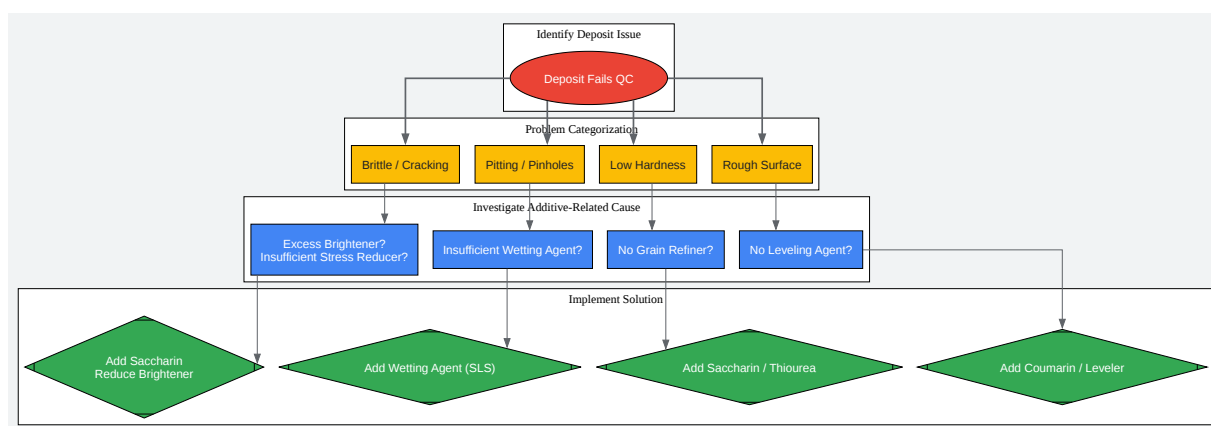 Identify Deposit Issue
Deposit Fails QC
Problem Categorization
Brittle / Cracking
Pitting / Pinholes
Low Hardness
Rough Surface
Investigate Additive-Related Cause
Excess Brightener?
Insufficient Stress Reducer?
Insufficient Wetting Agent?
No Grain Refiner?
No Leveling Agent?
Implement Solution
Add Saccharin
Reduce Brightener
Add Wetting Agent (SLS)
Add Saccharin / Thiourea
Add Coumarin / Leveler